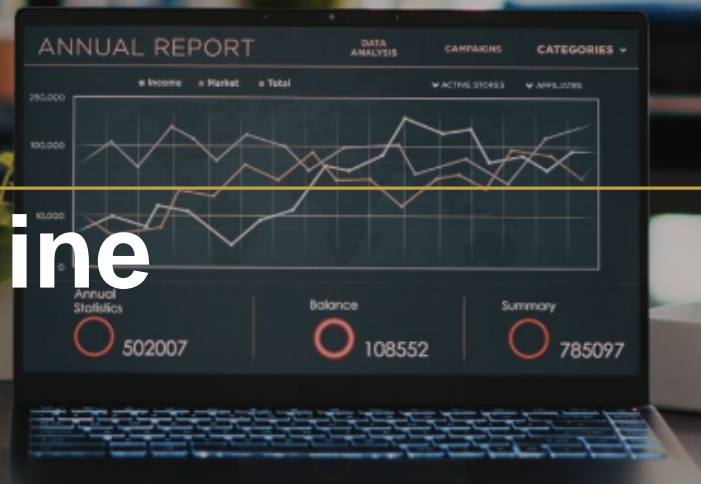 ANNUAL REPORT
DATA
ANALYSIS
CAMPAIGNS
CATEGORIES
Income Market Total
ACTIVE STORES AFFILIATES
250,000
100,000
10,000
0
ine
Annual
Statistics
502007
Balance
108552
Summary
785097